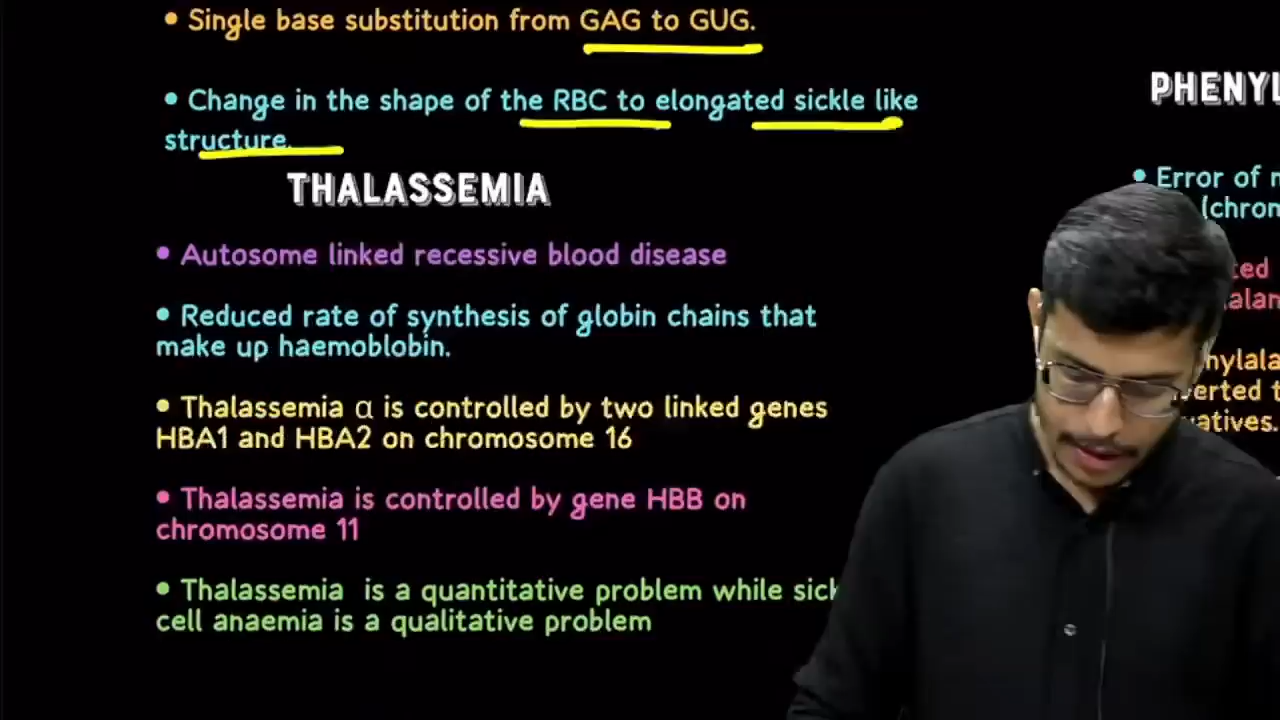 • Single base substitution from GAG to GUG.
• Change in the shape of the RBC to elongated sickle like
structure.
THALASSEMIA
• Autosome linked recessive blood disease
• Reduced rate of synthesis of globin chains that
make up haemoblobin.
• Thalassemia α is controlled by two linked genes
HBA1 and HBA2 on chromosome 16
• Thalassemia is controlled by gene HBB on
chromosome 11
• Thalassemia is a quantitative problem while
cell anaemia is a qualitative problem
• Error of